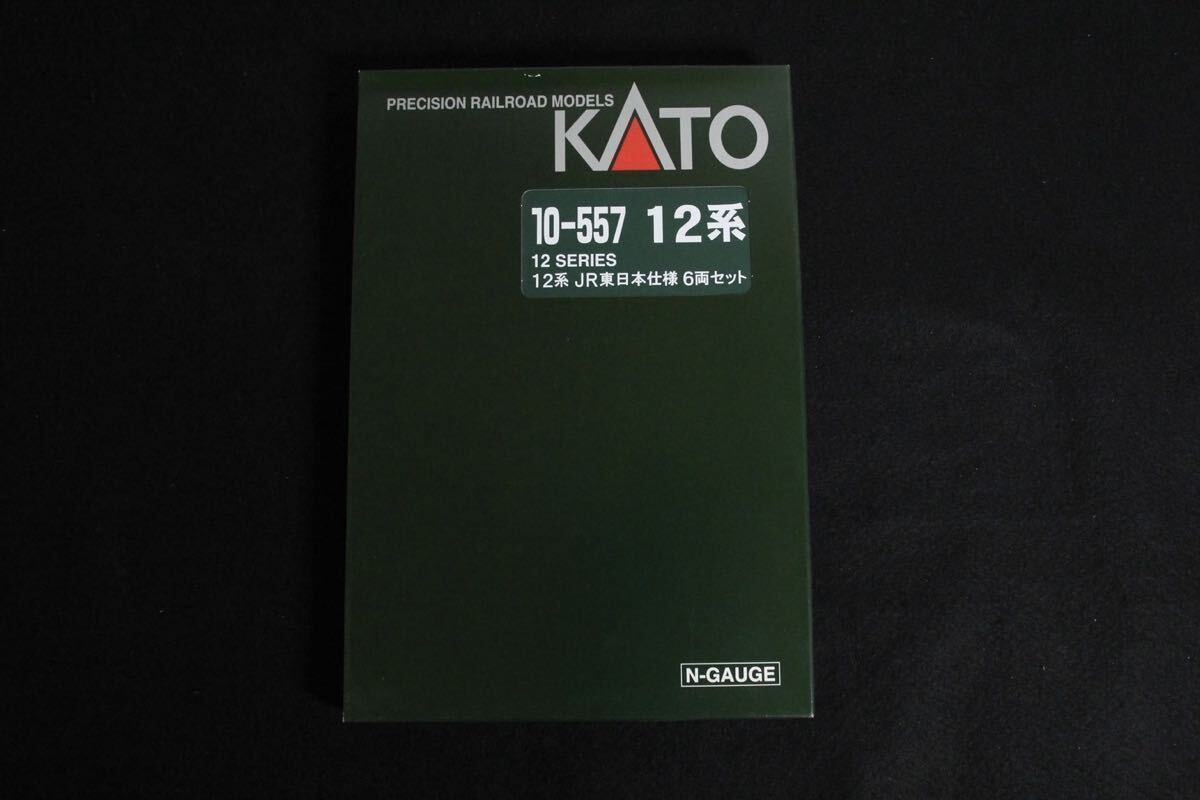 PRECISION RAILROAD MODELS
KATO
10-557 12系
12 SERIES
12系 JR東日本仕様 6両セット
N-GAUGE